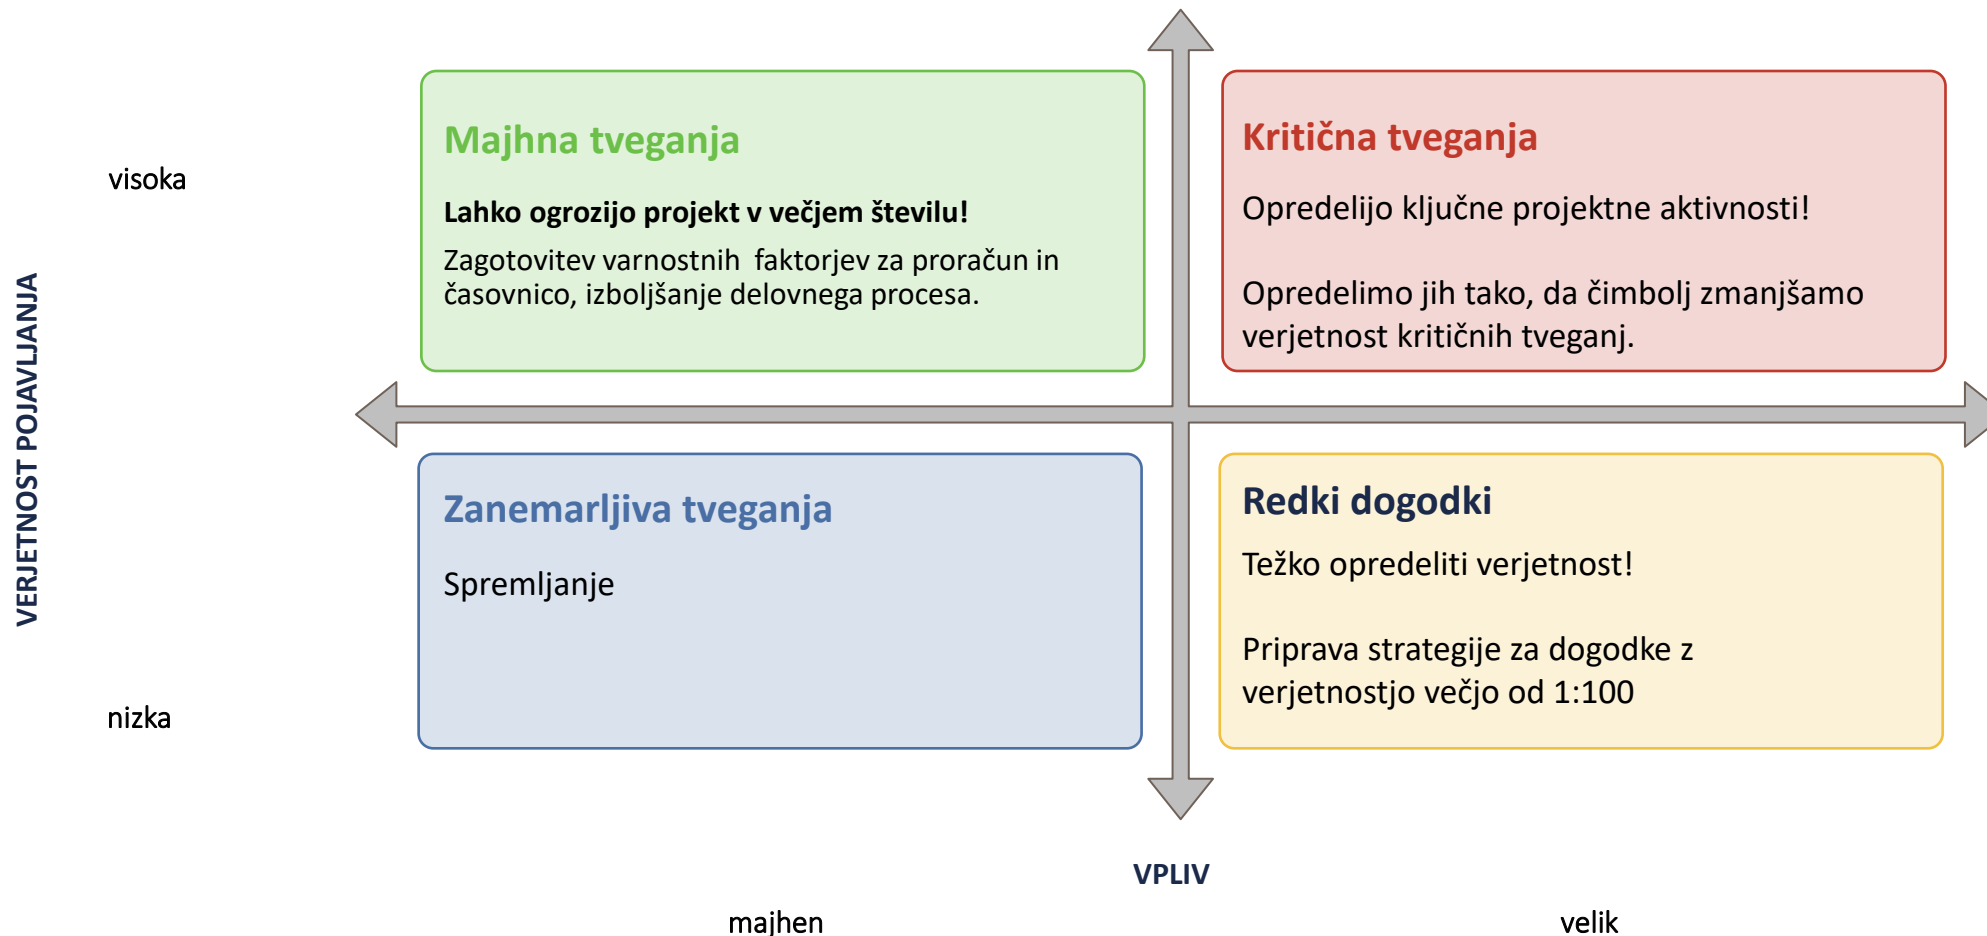 VERJETNOST POJAVLJANJA
visoka
nizka
Majhna tveganja
Lahko ogrozijo projekt v večjem številu!
Zagotovitev varnostnih  faktorjev za proračun in
časovnico, izboljšanje delovnega procesa.
Kritična tveganja
Opredelijo ključne projektne aktivnosti!
Opredelimo jih tako, da čimbolj zmanjšamo
verjetnost kritičnih tveganj.
Zanemarljiva tveganja
Spremljanje
Redki dogodki
Težko opredeliti verjetnost!
Priprava strategije za dogodke z
verjetnostjo večjo od 1:100
VPLIV
majhen
velik